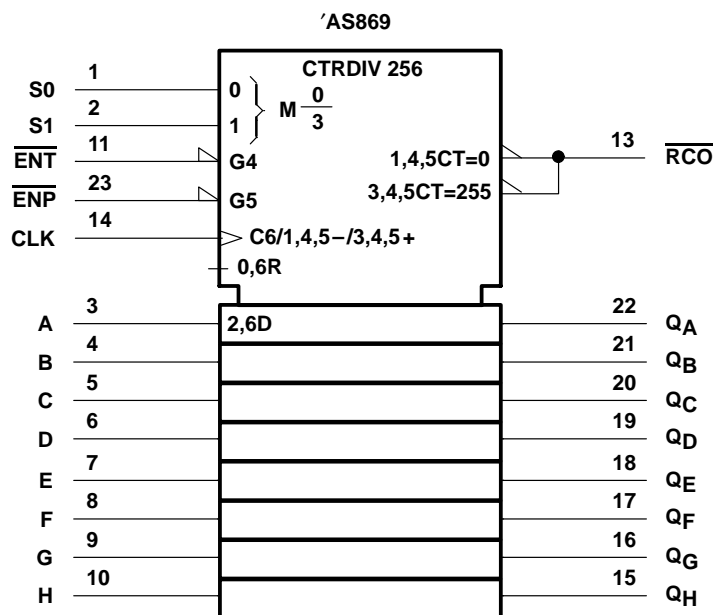 ′AS869
CTRDIV 256
S0 1 0
M 0/3
S1 2 1
ENT 11 G4 1,4,5CT=0 13 RCO
ENP 23 G5 3,4,5CT=255
CLK 14 C6/1,4,5−/3,4,5+
0,6R
A 3 2,6D 22 QA
B 4 21 QB
C 5 20 QC
D 6 19 QD
E 7 18 QE
F 8 17 QF
G 9 16 QG
H 10 15 QH